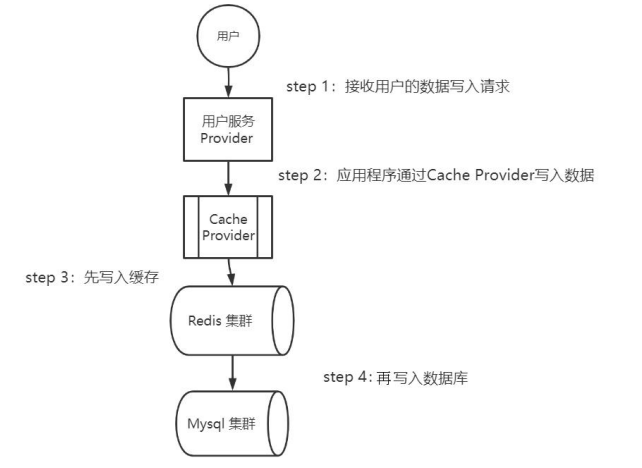 用户
step 1：接收用户的数据写入请求
用户服务
Provider
step 2：应用程序通过Cache Provider写入数据
Cache
Provider
step 3：先写入缓存
Redis 集群
step 4：再写入数据库
Mysql 集群